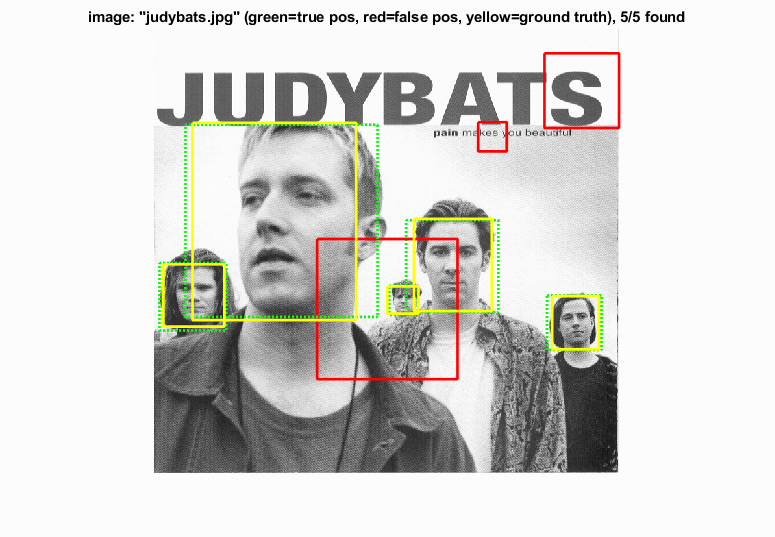 image: "judybats.jpg" (green=true pos, red=false pos, yellow=ground truth), 5/5 found
JUDYBATS
pain makes you beautiful